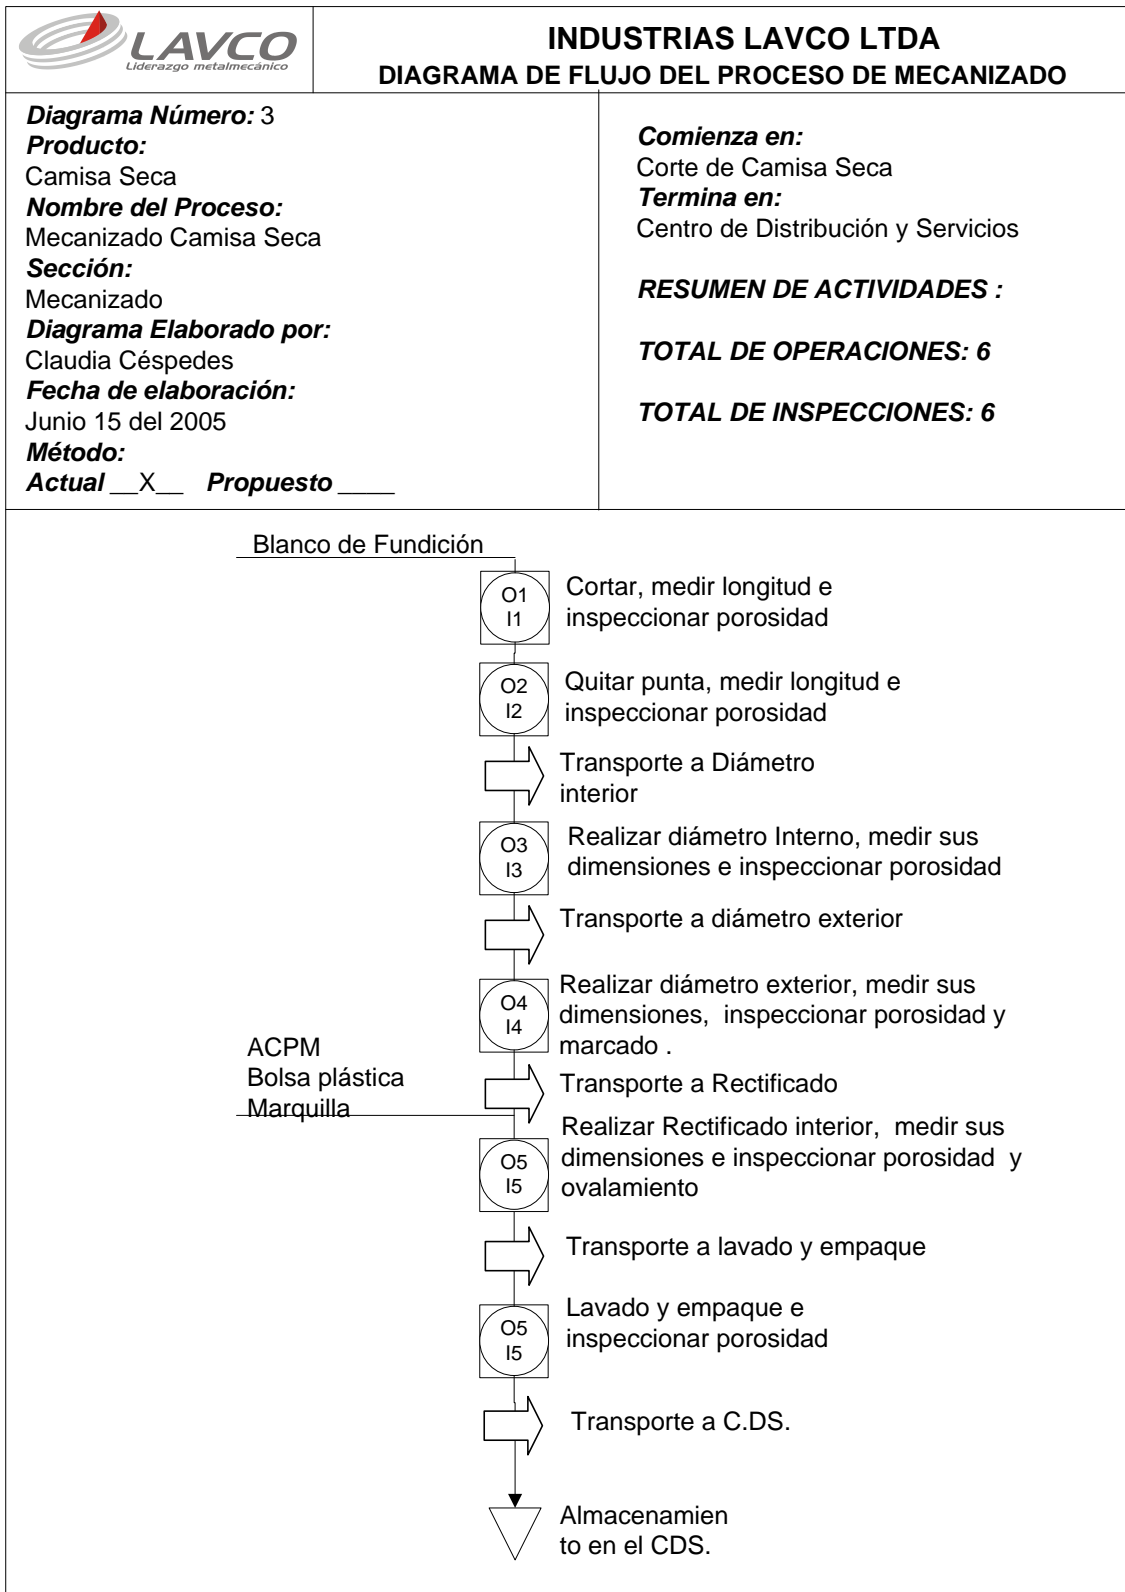 LAVCO
Liderazgo metalmecánico
INDUSTRIAS LAVCO LTDA
DIAGRAMA DE FLUJO DEL PROCESO DE MECANIZADO
Diagrama Número: 3
Producto:
Camisa Seca
Nombre del Proceso:
Mecanizado Camisa Seca
Sección:
Mecanizado
Diagrama Elaborado por:
Claudia Céspedes
Fecha de elaboración:
Junio 15 del 2005
Método:
Actual __X__ Propuesto ____
Comienza en:
Corte de Camisa Seca
Termina en:
Centro de Distribución y Servicios
RESUMEN DE ACTIVIDADES :
TOTAL DE OPERACIONES: 6
TOTAL DE INSPECCIONES: 6
Blanco de Fundición
O1
I1
Cortar, medir longitud e
inspeccionar porosidad
O2
I2
Quitar punta, medir longitud e
inspeccionar porosidad
Transporte a Diámetro
interior
O3
I3
Realizar diámetro Interno, medir sus
dimensiones e inspeccionar porosidad
Transporte a diámetro exterior
O4
I4
Realizar diámetro exterior, medir sus
dimensiones, inspeccionar porosidad y
marcado .
ACPM
Bolsa plástica
Marquilla
Transporte a Rectificado
O5
I5
Realizar Rectificado interior, medir sus
dimensiones e inspeccionar porosidad y
ovalamiento
Transporte a lavado y empaque
O5
I5
Lavado y empaque e
inspeccionar porosidad
Transporte a C.DS.
Almacenamien
to en el CDS.